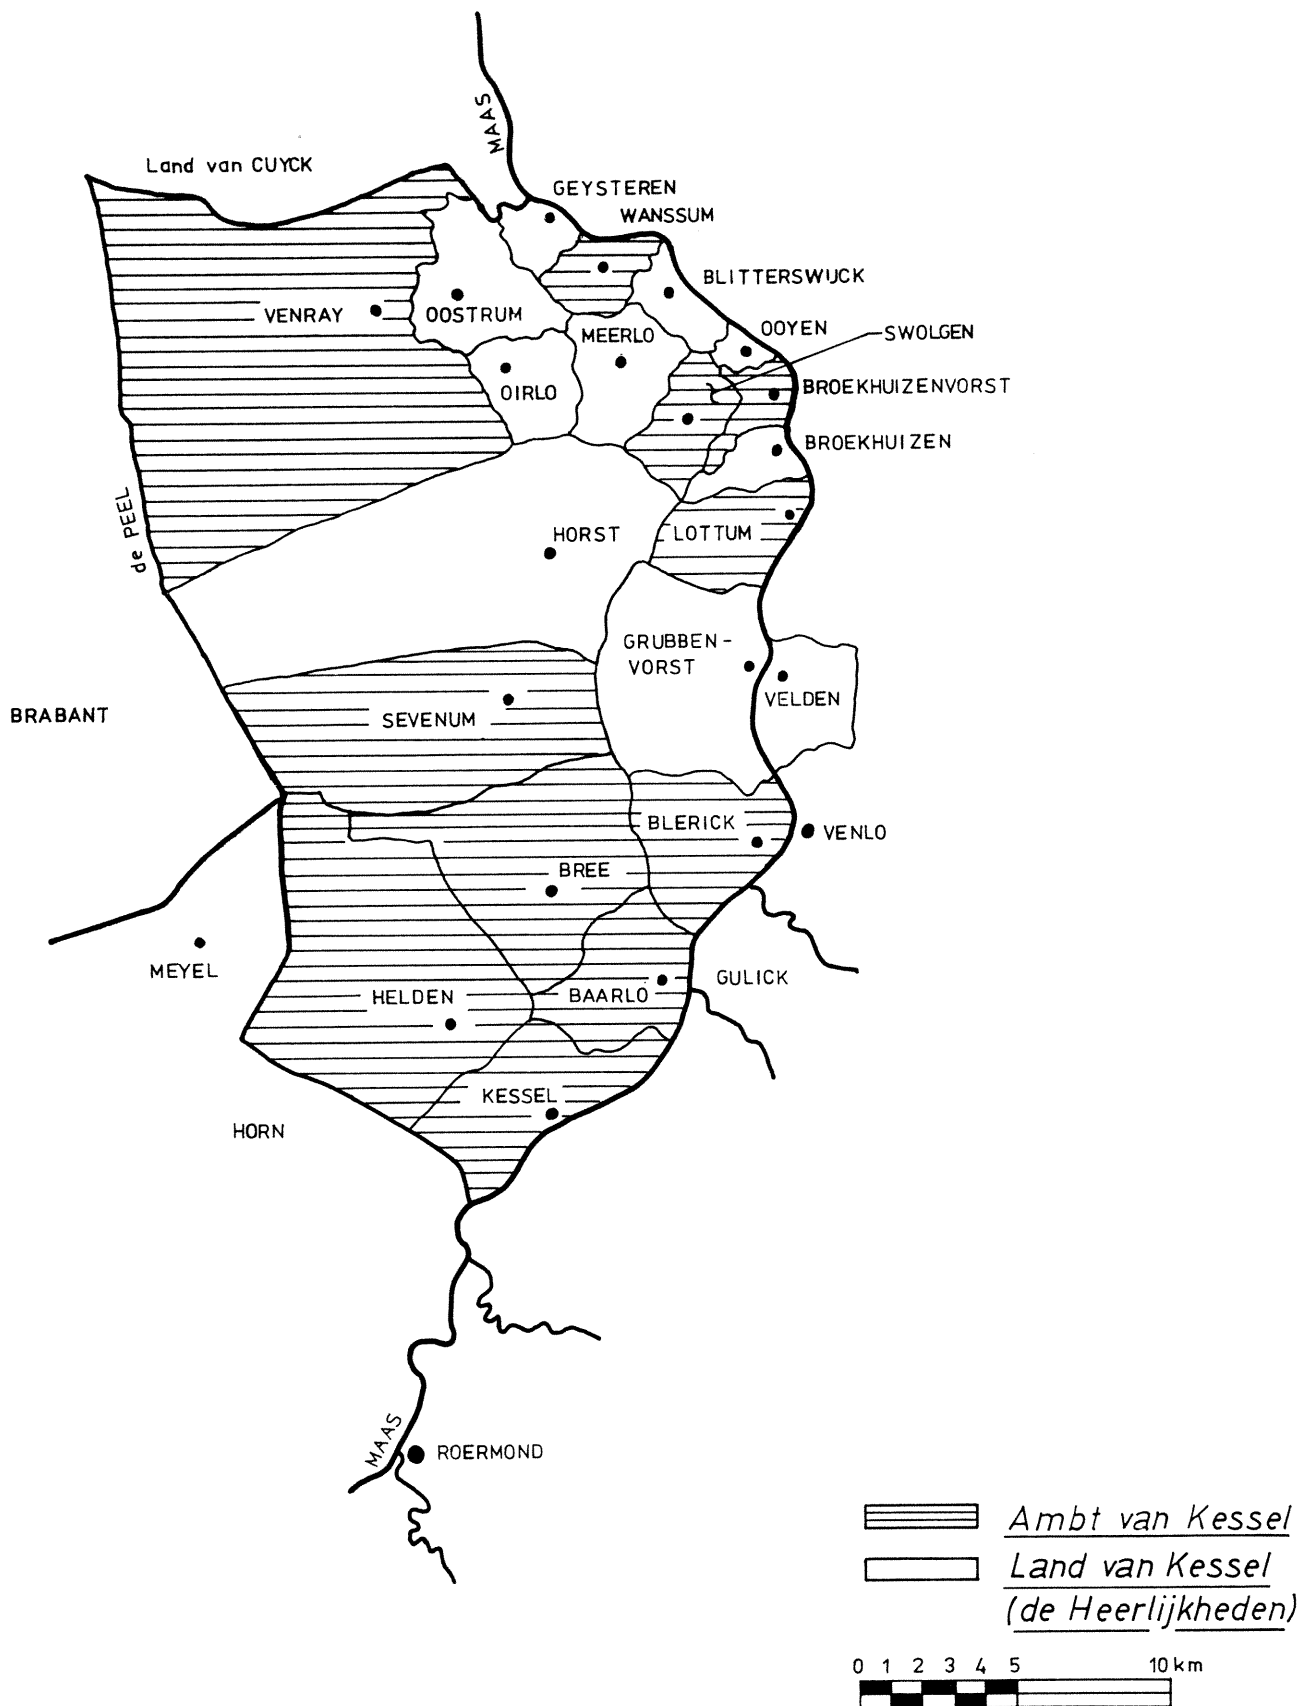 MAAS
Land van CUYCK
GEYSTEREN
WANSSUM
BLITTERSWIJCK
VENRAY
OOSTRUM
MEERLO
OOYEN
SWOLGEN
OIRLO
BROEKHUIZENVORST
BROEKHUIZEN
de PEEL
HORST
LOTTUM
GRUBBEN-
VORST
VELDEN
BRABANT
SEVENUM
BLERICK
VENLO
BREE
MEYEL
GULICK
HELDEN
BAARLO
KESSEL
HORN
MAAS
ROERMOND
Ambt van Kessel
Land van Kessel
(de Heerlijkheden)
0 1 2 3 4 5 10 km